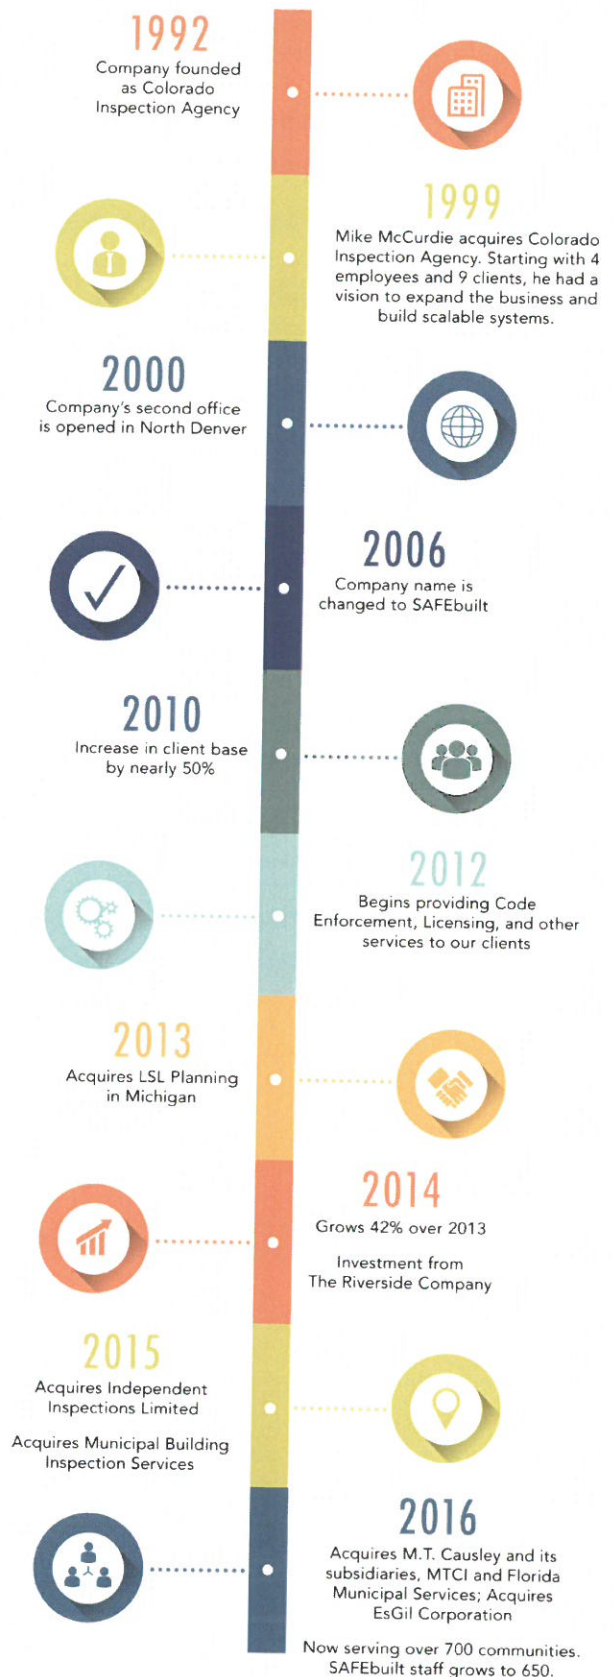 1992
Company founded
as Colorado
Inspection Agency
1999
Mike McCurdie acquires Colorado
Inspection Agency. Starting with 4
employees and 9 clients, he had a
vision to expand the business and
build scalable systems.
2000
Company's second office
is opened in North Denver
2006
Company name is
changed to SAFEbuilt
2010
Increase in client base
by nearly 50%
2012
Begins providing Code
Enforcement, Licensing, and other
services to our clients
2013
Acquires LSL Planning
in Michigan
2014
Grows 42% over 2013
Investment from
The Riverside Company
2015
Acquires Independent
Inspections Limited
Acquires Municipal Building
Inspection Services
2016
Acquires M.T. Causley and its
subsidiaries, MTCI and Florida
Municipal Services; Acquires
EsGil Corporation
Now serving over 700 communities.
SAFEbuilt staff grows to 650.